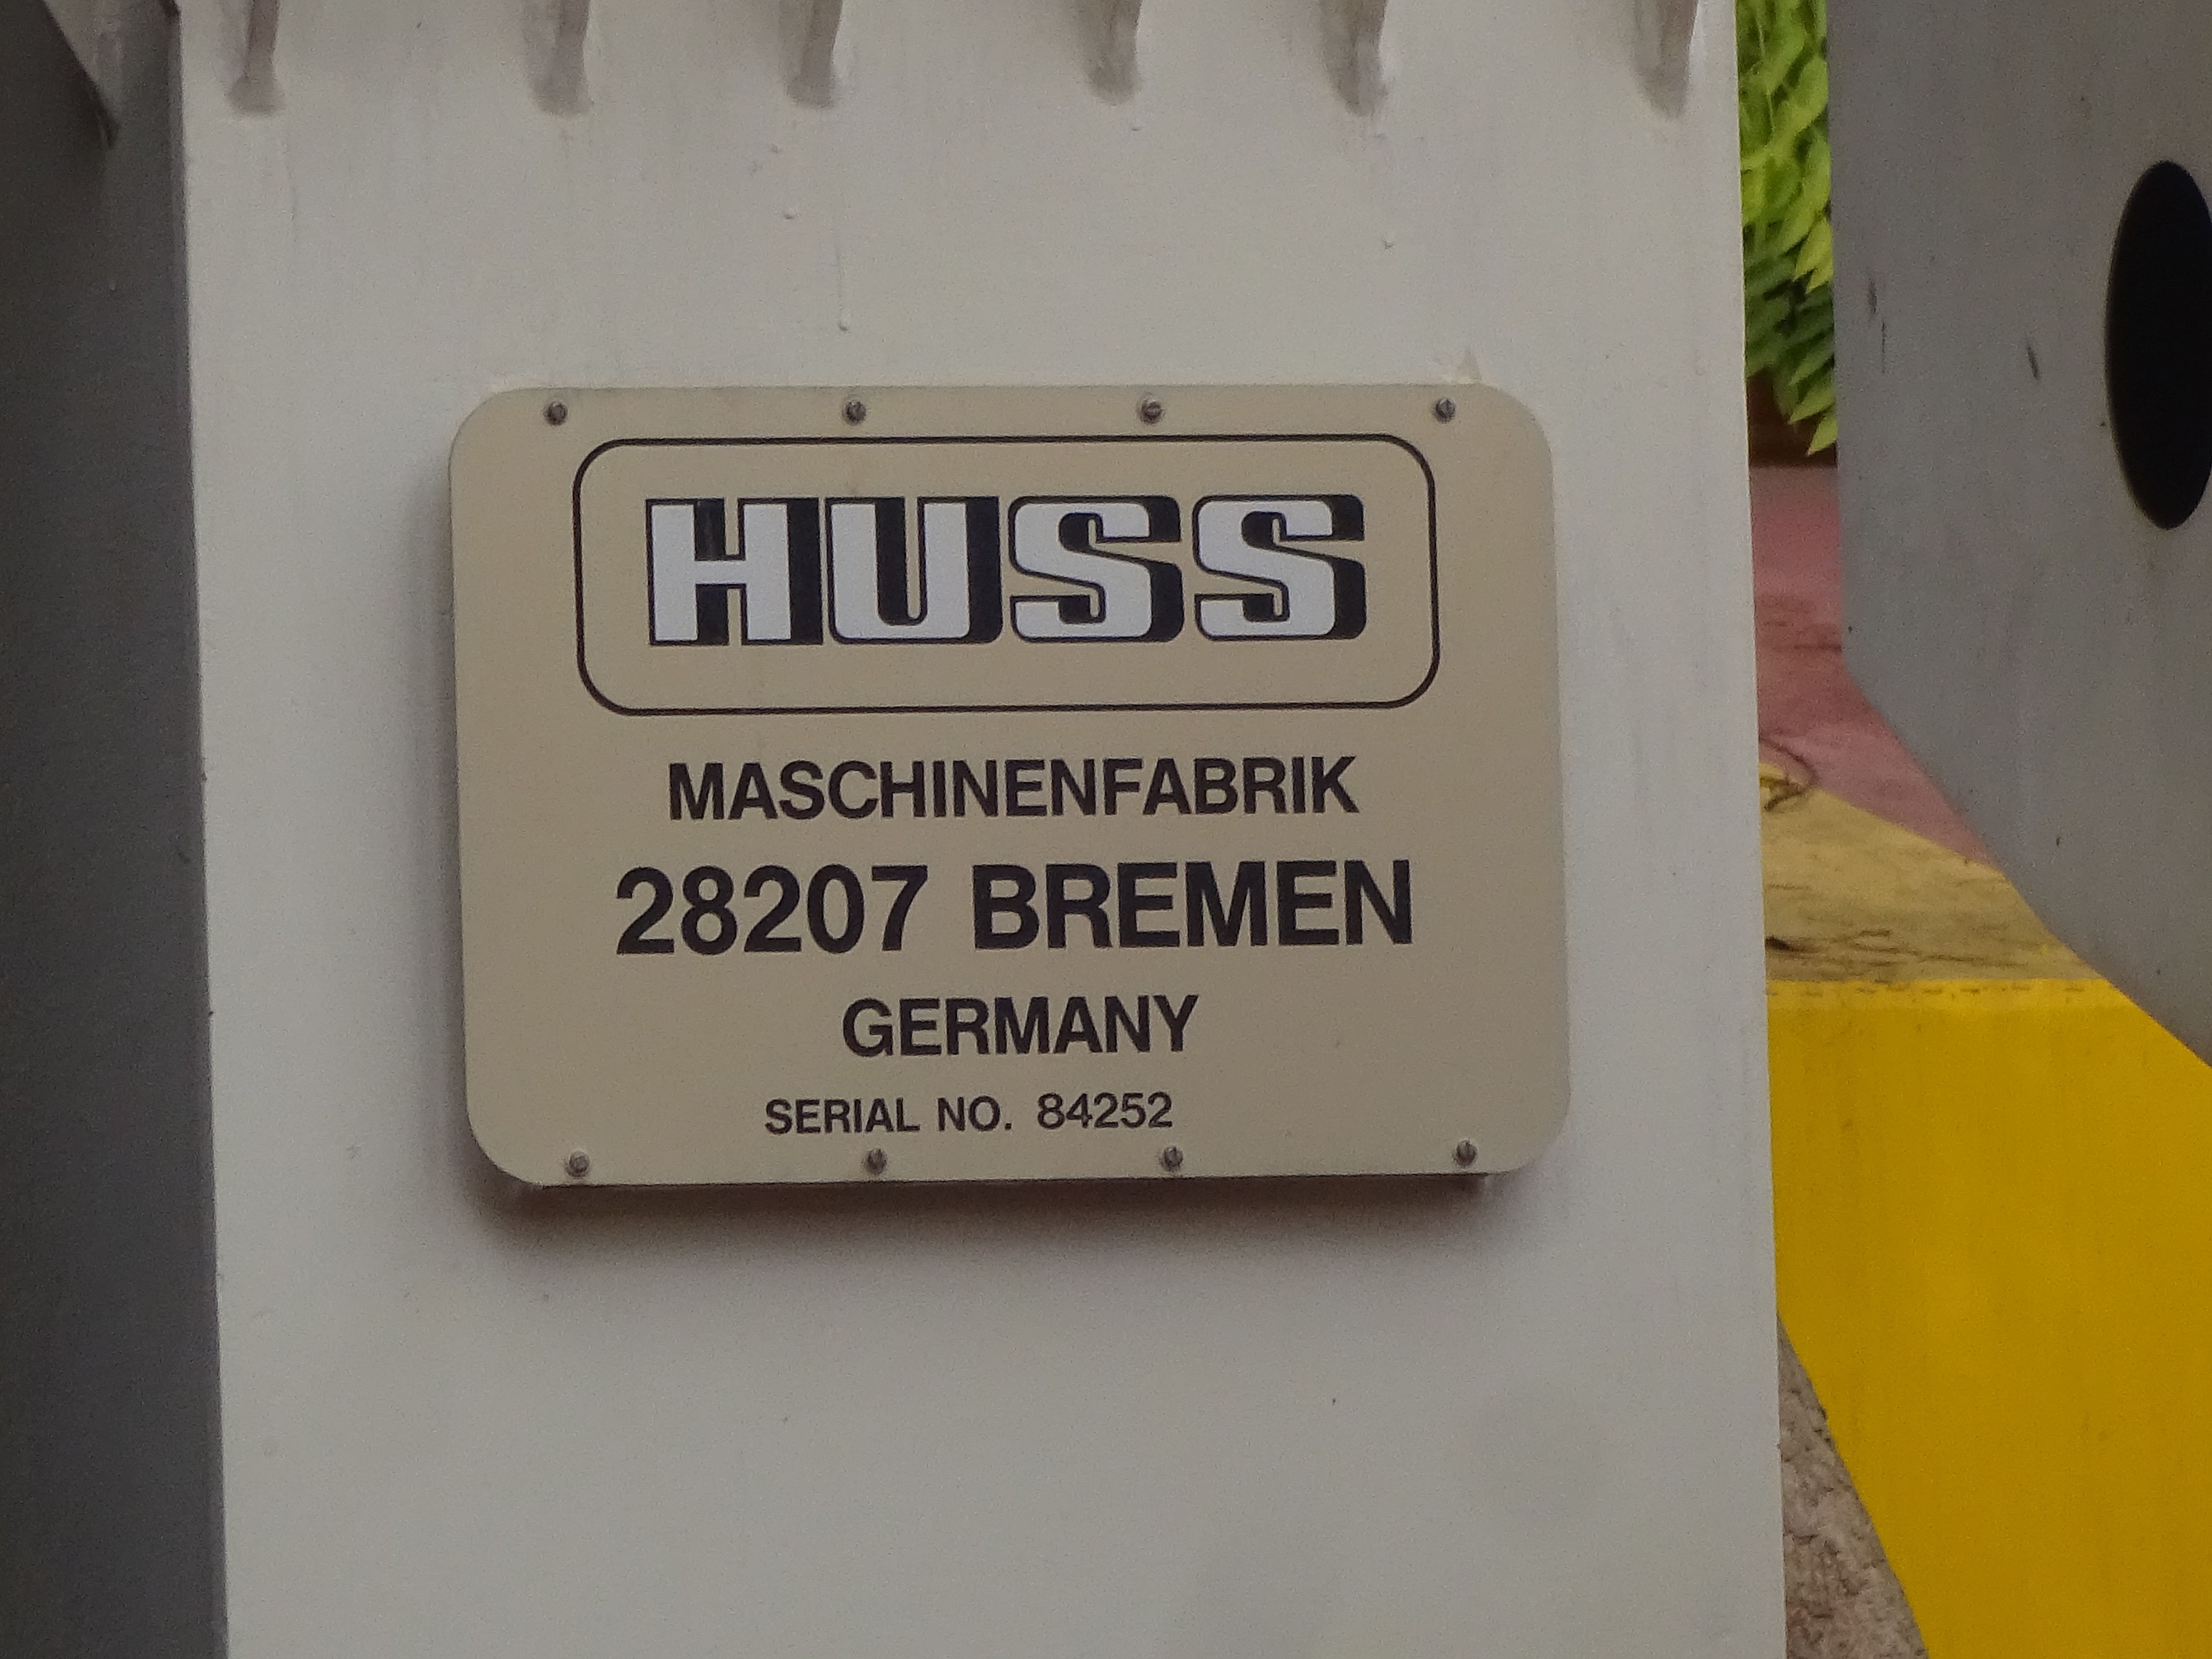 HUSS
MASCHINENFABRIK
28207 BREMEN
GERMANY
SERIAL NO. 84252